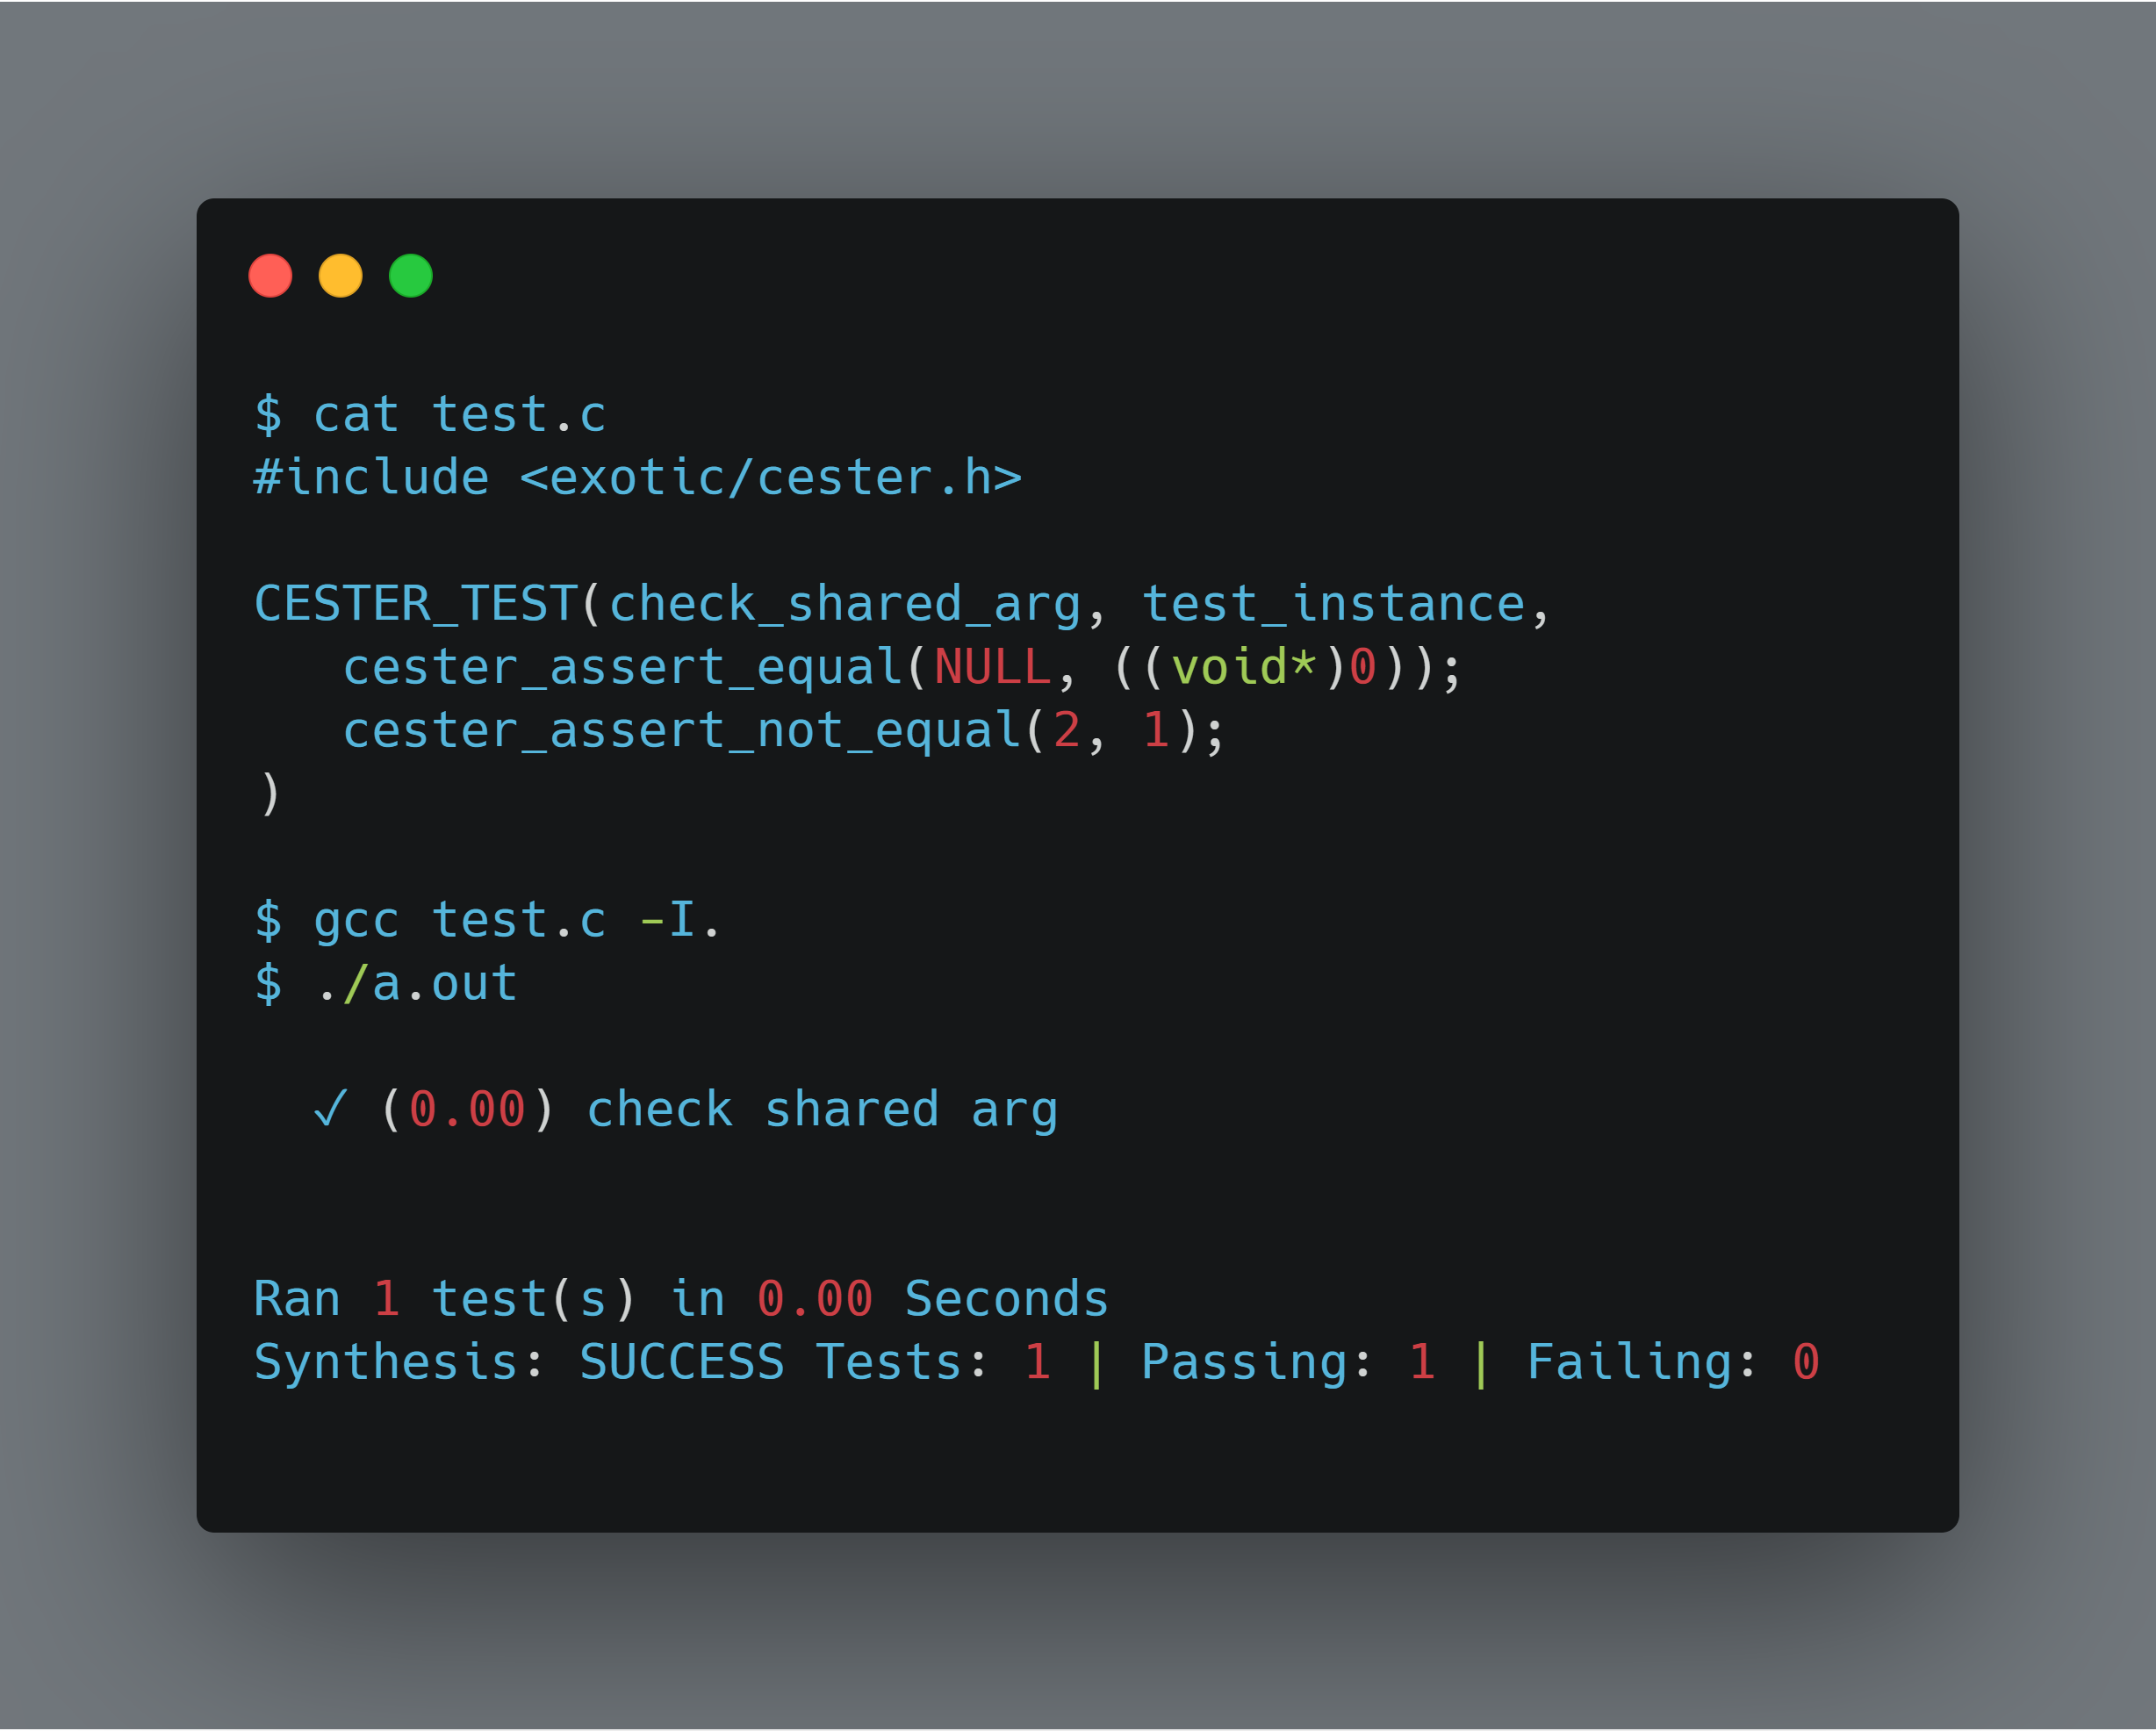 $ cat test.c
#include <exotic/cester.h>
CESTER_TEST(check_shared_arg, test_instance,
   cester_assert_equal(NULL, ((void*)0));
   cester_assert_not_equal(2, 1);
)
$ gcc test.c -I.
$ ./a.out
  ✓ (0.00) check shared arg
Ran 1 test(s) in 0.00 Seconds
Synthesis: SUCCESS Tests: 1 | Passing: 1 | Failing: 0